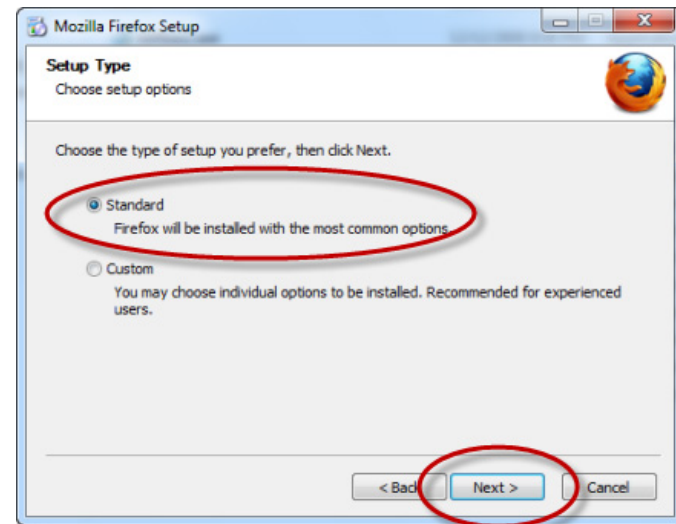 Mozilla Firefox Setup
Setup Type
Choose setup options
Choose the type of setup you prefer, then click Next.
Standard
Firefox will be installed with the most common options.
Custom
You may choose individual options to be installed. Recommended for experienced
users.
< Back
Next >
Cancel